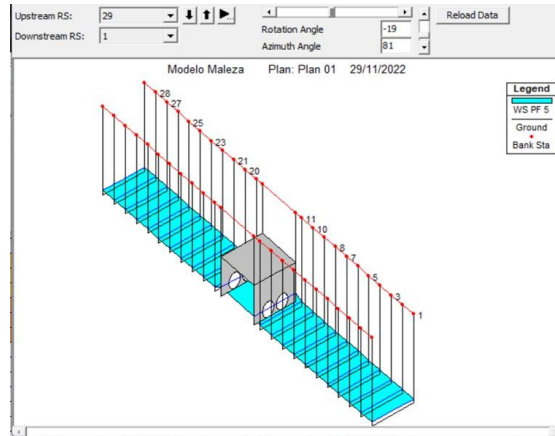 Upstream RS: 29
Downstream RS: 1
Rotation Angle -19
Azimuth Angle 81
Reload Data
Modelo Maleza Plan: Plan 01 29/11/2022
Legend
WS PF 5
Ground
Bank Sta
28
27
25
23
21
20
11
10
8
7
5
3
1